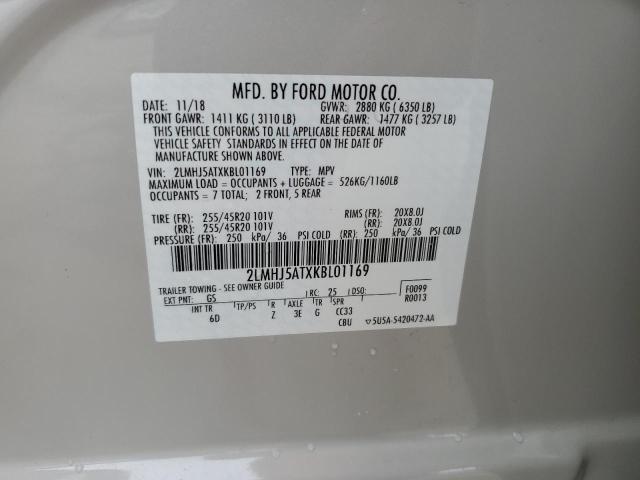 MFD. BY FORD MOTOR CO.
DATE: 11/18 GVWR: 2880 KG ( 6350 LB)
FRONT GAWR: 1411 KG ( 3110 LB) REAR GAWR: 1477 KG ( 3257 LB)
THIS VEHICLE CONFORMS TO ALL APPLICABLE FEDERAL MOTOR
VEHICLE SAFETY STANDARDS IN EFFECT ON THE DATE OF
MANUFACTURE SHOWN ABOVE.
VIN: 2LMHJ5ATXKBL01169 TYPE: MPV
MAXIMUM LOAD = OCCUPANTS + LUGGAGE = 526KG/1160LB
OCCUPANTS = 7 TOTAL; 2 FRONT, 5 REAR
TIRE (FR): 255/45R20 101V RIMS (FR): 20X8.0J
(RR): 255/45R20 101V (RR): 20X8.0J
PRESSURE (FR): 250 kPa/ 36 PSI COLD (RR): 250 kPa/ 36 PSI COLD
2LMHJ5ATXKBL01169
TRAILER TOWING - SEE OWNER GUIDE
EXT PNT: GS RC: 25 DSO: F0099
R0013
INT TR TP/PS R AXLE TR SPR
6D Z 3E G CC33
CBU 5U5A-5420472-AA